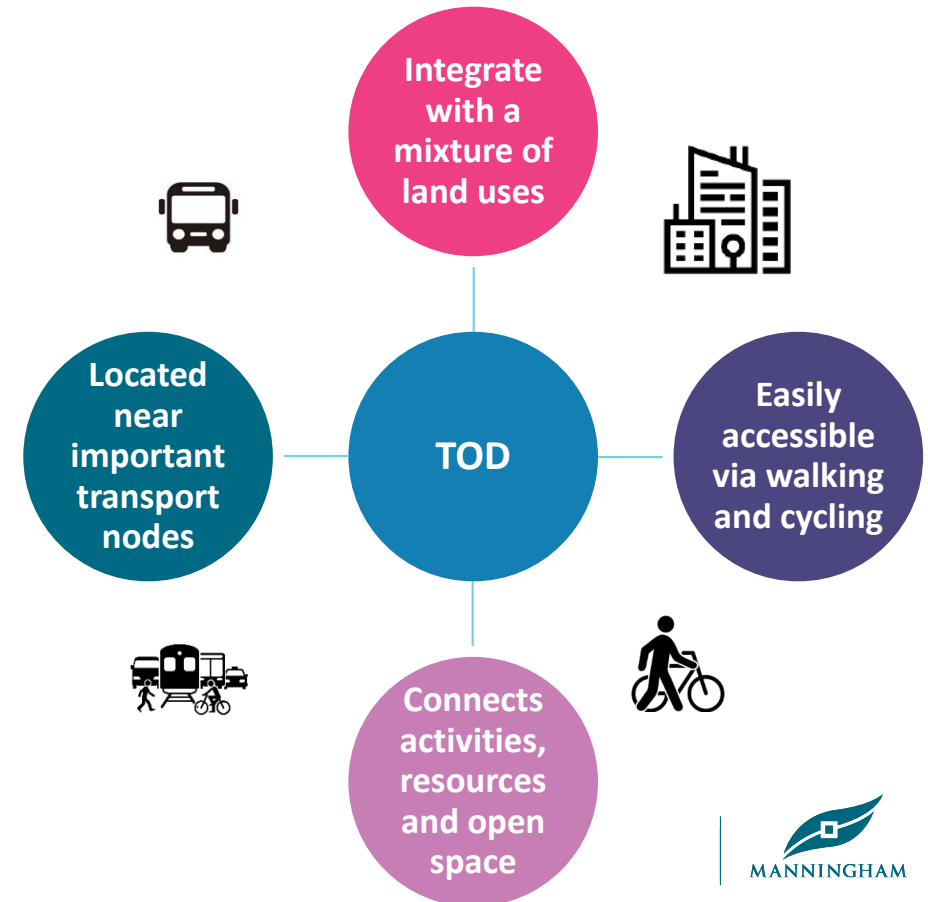 Integrate
with a
mixture of
land uses
Located
near
important
transport
nodes
TOD
Easily
accessible
via walking
and cycling
Connects
activities,
resources
and open
space
MANNINGHAM